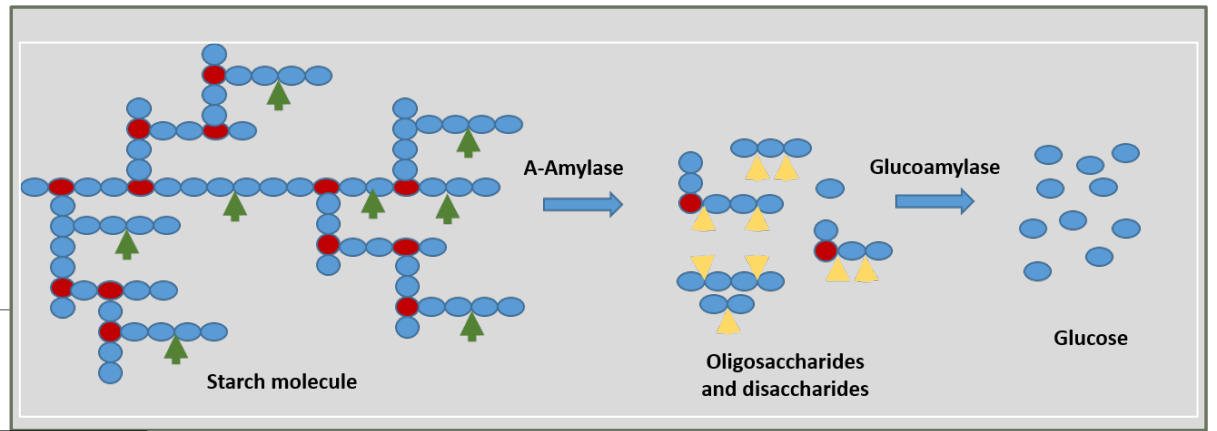 A-Amylase
Glucoamylase
Starch molecule
Oligosaccharides
and disaccharides
Glucose